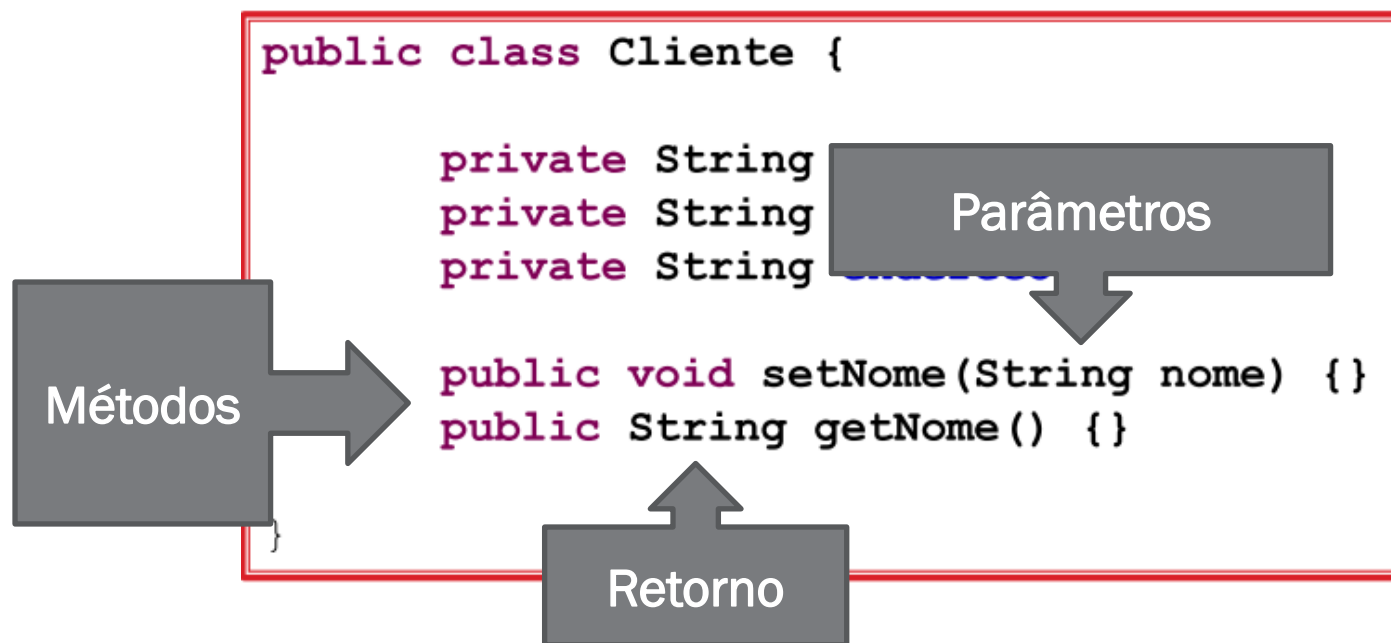 public class Cliente {
private String
private String
Parâmetros
private String
Métodos
public void setNome(String nome) {}
public String getNome() {}
}
Retorno